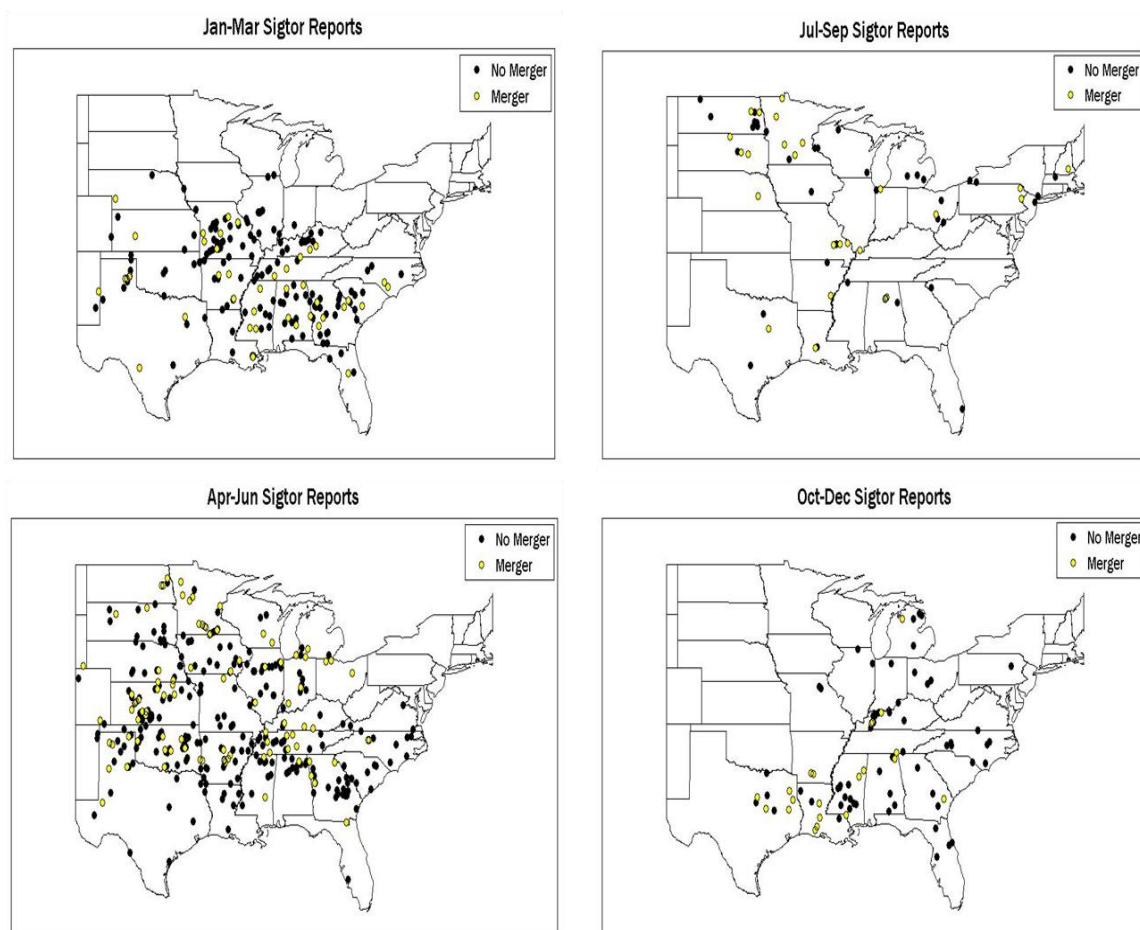 Jan-Mar Sigtor Reports
No Merger
Merger
Jul-Sep Sigtor Reports
No Merger
Merger
Apr-Jun Sigtor Reports
No Merger
Merger
Oct-Dec Sigtor Reports
No Merger
Merger